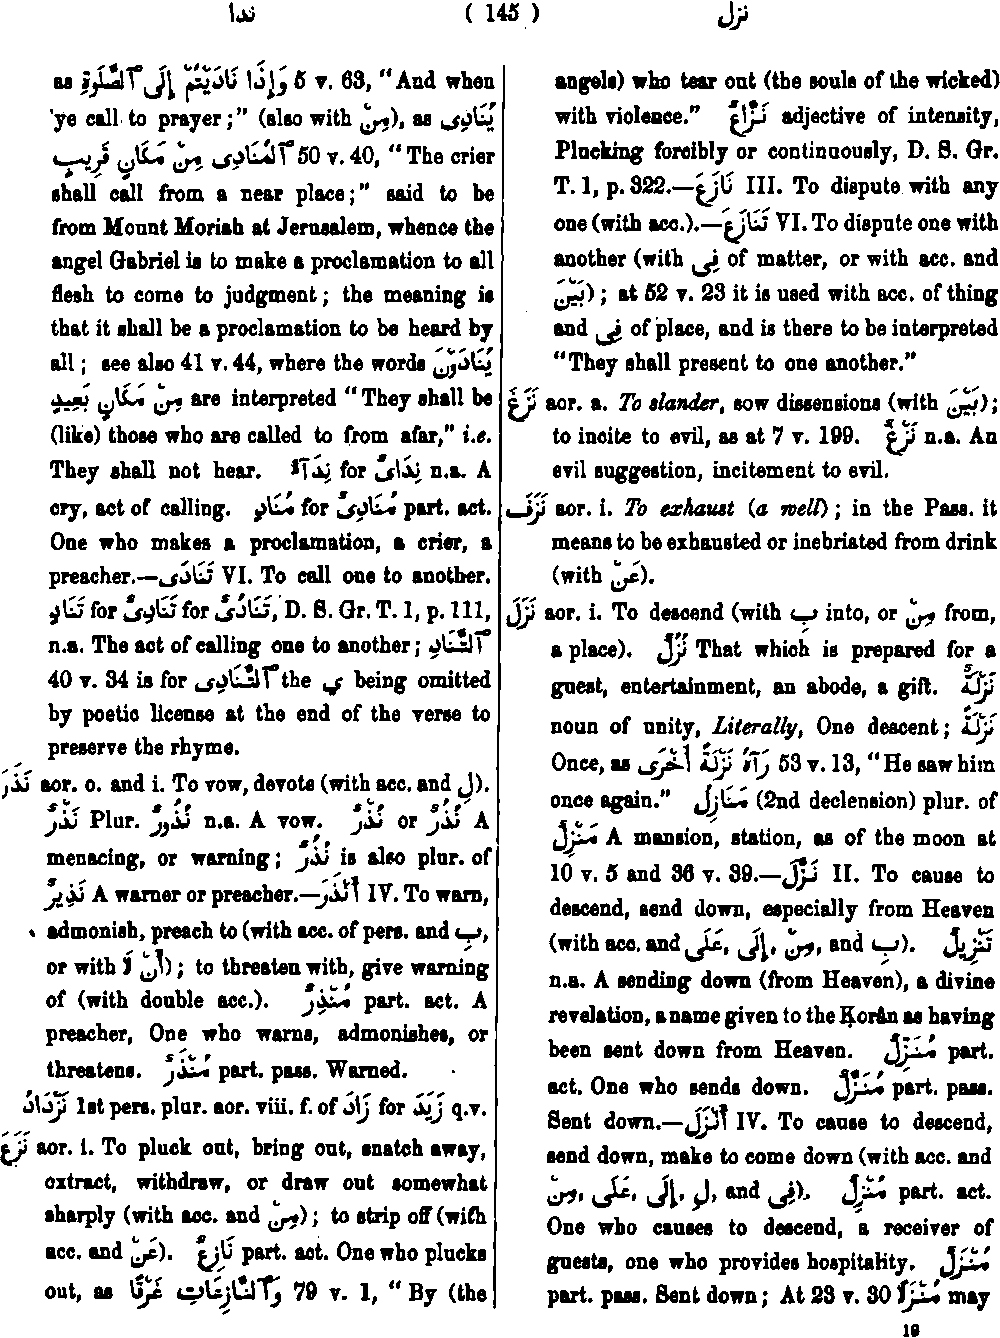 ندا ( 145 ) نزل
as وَإِذَا نَادَيْتُمْ إِلَى ٱلصَّلَوةِ 5 v. 63, "And when
ye call to prayer;" (also with مِنْ), as يُنَادِى
ٱلْمُنَادِى مِنْ مَكَانٍ قَرِيبٍ 50 v. 40, "The crier
shall call from a near place;" said to be
from Mount Moriah at Jerusalem, whence the
angel Gabriel is to make a proclamation to all
flesh to come to judgment; the meaning is
that it shall be a proclamation to be heard by
all; see also 41 v. 44, where the words يُنَادَوْنَ
مِنْ مَكَانٍ بَعِيدٍ are interpreted "They shall be
(like) those who are called to from afar," i.e.
They shall not hear. نِدَآءٌ for نِدَاىٌ n.a. A
cry, act of calling. مُنَادٍ for مُنَادِىٌ part. act.
One who makes a proclamation, a crier, a
preacher.—تَنَادَى VI. To call one to another.
تَنَادٍ for تَنَادِىٌ for تَنَادُىٌ, D. S. Gr. T. 1, p. 111,
n.a. The act of calling one to another; ٱلتَّنَادِ
40 v. 34 is for ٱلتَّنَادِى the ي being omitted
by poetic license at the end of the verse to
preserve the rhyme.
نَذَرَ aor. o. and i. To vow, devote (with acc. and لِ).
نَذْرٌ Plur. نُذُورٌ n.a. A vow. نُذْرٌ or نُذُرٌ A
menacing, or warning; نُذُرٌ is also plur. of
نَذِيرٌ A warner or preacher.—أَنْذَرَ IV. To warn,
admonish, preach to (with acc. of pers. and بِ,
or with أَنْ لَا); to threaten with, give warning
of (with double acc.). مُنْذِرٌ part. act. A
preacher, One who warns, admonishes, or
threatens. مُنْذَرٌ part. pass. Warned.
نَزْدَادُ 1st pers. plur. aor. viii. f. of زَادَ for زَيَدَ q.v.
نَزَعَ aor. i. To pluck out, bring out, snatch away,
extract, withdraw, or draw out somewhat
sharply (with acc. and مِنْ); to strip off (with
acc. and عَنْ). نَازِعٌ part. act. One who plucks
out, as وَٱلنَّازِعَاتِ غَرْقًا 79 v. 1, "By (the
angels) who tear out (the souls of the wicked)
with violence." نَزَّاعٌ adjective of intensity,
Plucking forcibly or continuously, D. S. Gr.
T. 1, p. 322.—نَازَعَ III. To dispute with any
one (with acc.).—تَنَازَعَ VI. To dispute one with
another (with فِى of matter, or with acc. and
بَيْنَ); at 52 v. 23 it is used with acc. of thing
and فِى of place, and is there to be interpreted
"They shall present to one another."
نَزَغَ aor. a. To slander, sow dissensions (with بَيْنَ);
to incite to evil, as at 7 v. 199. نَزْغٌ n.a. An
evil suggestion, incitement to evil.
نَزَفَ aor. i. To exhaust (a well); in the Pass. it
means to be exhausted or inebriated from drink
(with عَنْ).
نَزَلَ aor. i. To descend (with بِ into, or مِنْ from,
a place). نُزُلٌ That which is prepared for a
guest, entertainment, an abode, a gift. نَزْلَةٌ
noun of unity, Literally, One descent; نَزْلَةً
Once, as رَآهُ نَزْلَةً أُخْرَى 53 v. 13, "He saw him
once again." مَنَازِلُ (2nd declension) plur. of
مَنْزِلٌ A mansion, station, as of the moon at
10 v. 5 and 36 v. 39.—نَزَّلَ II. To cause to
descend, send down, especially from Heaven
(with acc. and عَلَى, إِلَى, مِنْ, and بِ). تَنْزِيلٌ
n.a. A sending down (from Heaven), a divine
revelation, a name given to the Ḳorân as having
been sent down from Heaven. مُنَزِّلٌ part.
act. One who sends down. مُنَزَّلٌ part. pass.
Sent down.—أَنْزَلَ IV. To cause to descend,
send down, make to come down (with acc. and
مِنْ, عَلَى, إِلَى, لِ, and فِى). مُنْزِلٌ part. act.
One who causes to descend, a receiver of
guests, one who provides hospitality. مُنْزَلٌ
part. pass. Sent down; At 23 v. 30 مُنْزَلًا may
19